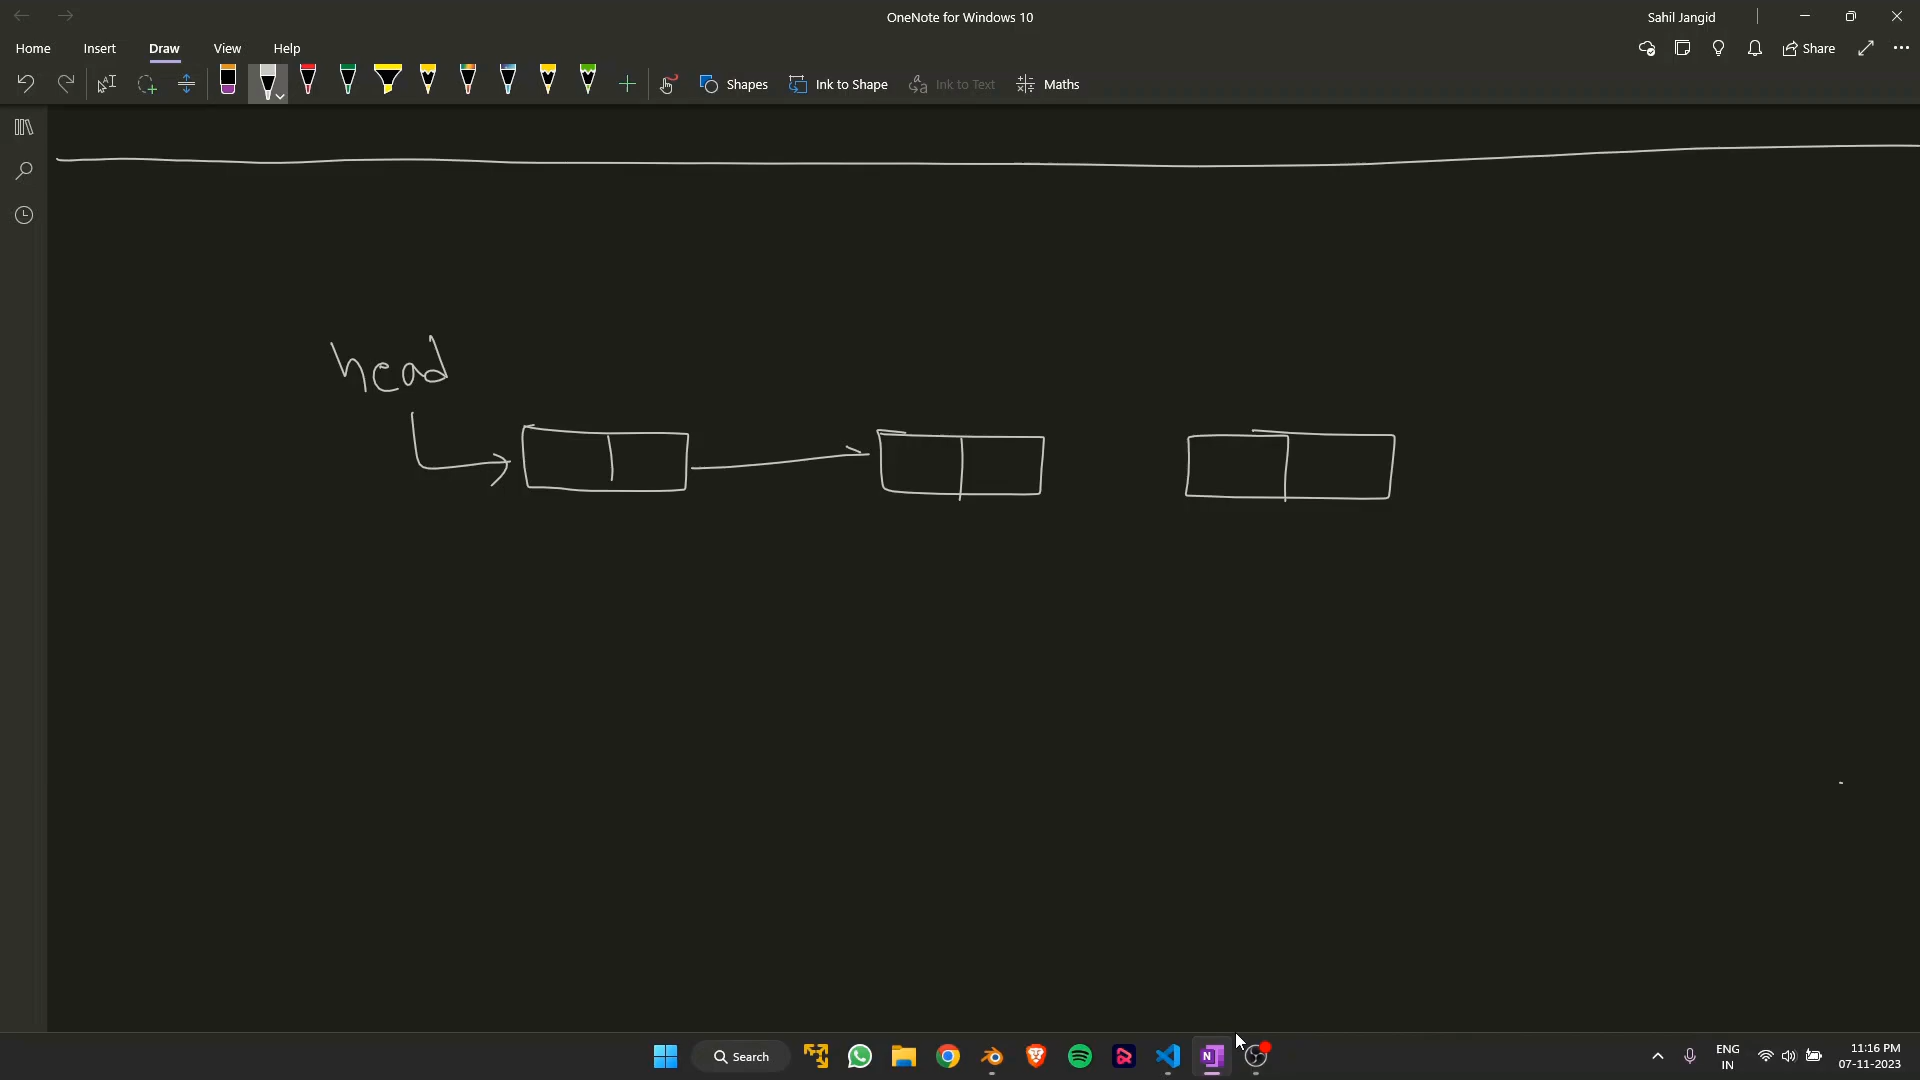 OneNote for Windows 10
Sahil Jangid
Home Insert Draw View Help
Share
Shapes Ink to Shape Ink to Text Maths
head
Search
ENG
IN
11:16 PM
07-11-2023